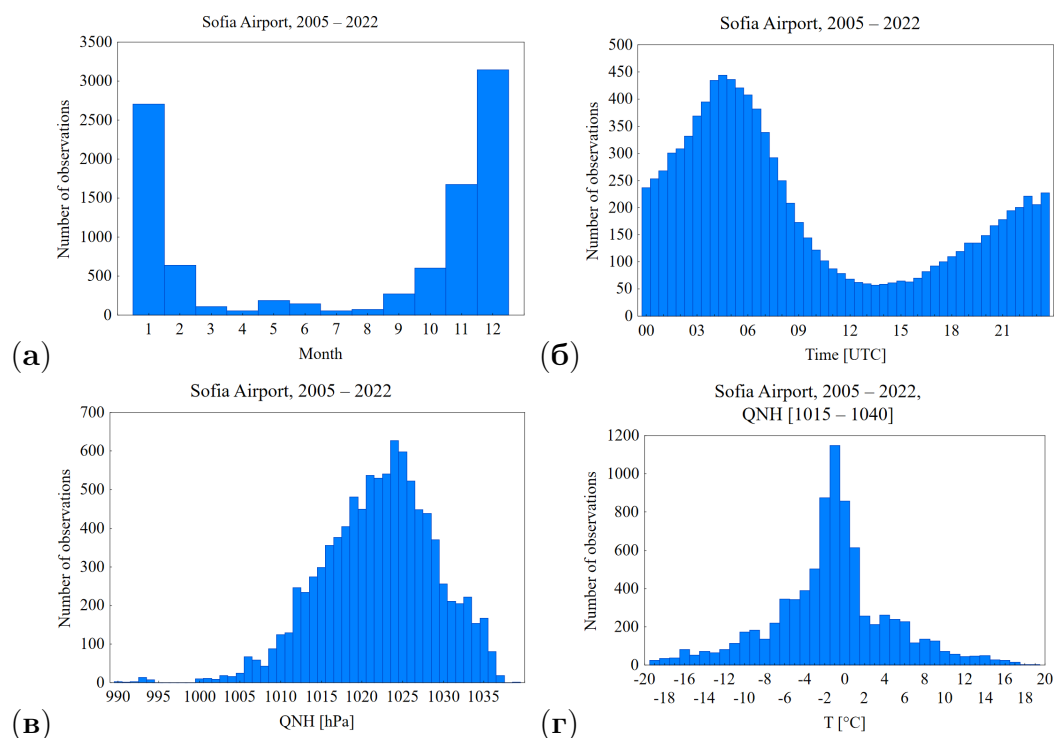 Sofia Airport, 2005 – 2022
Number of observations
3500
3000
2500
2000
1500
1000
500
0
1 2 3 4 5 6 7 8 9 10 11 12
Month
(а)
Sofia Airport, 2005 – 2022
Number of observations
500
450
400
350
300
250
200
150
100
50
0
00 03 06 09 12 15 18 21
Time [UTC]
(б)
Sofia Airport, 2005 – 2022
Number of observations
700
600
500
400
300
200
100
0
990 995 1000 1005 1010 1015 1020 1025 1030 1035
QNH [hPa]
(в)
Sofia Airport, 2005 – 2022,
QNH [1015 – 1040]
Number of observations
1200
1000
800
600
400
200
0
-20 -16 -12 -8 -4 0 4 8 12 16 20
-18 -14 -10 -6 -2 2 6 10 14 18
T [°C]
(г)